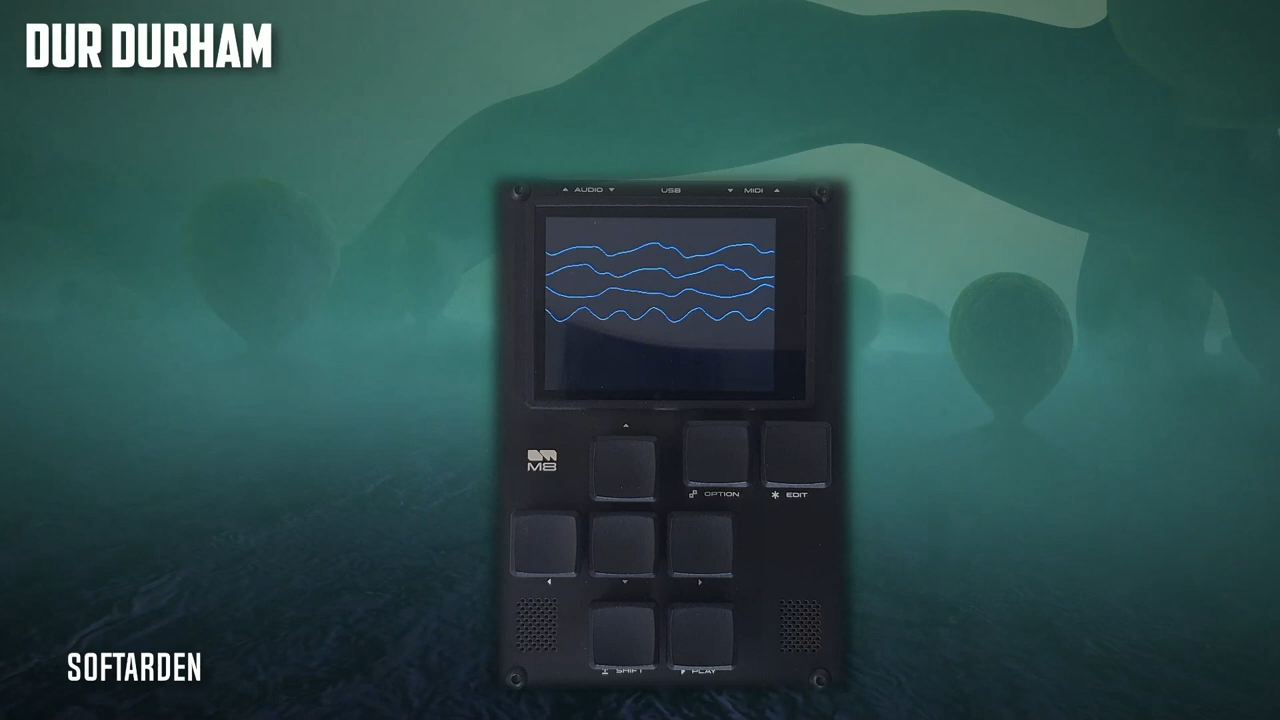 DUR DURHAM
AUDIO USB MIDI
M8
OPTION EDIT
SHIFT PLAY
SOFTARDEN